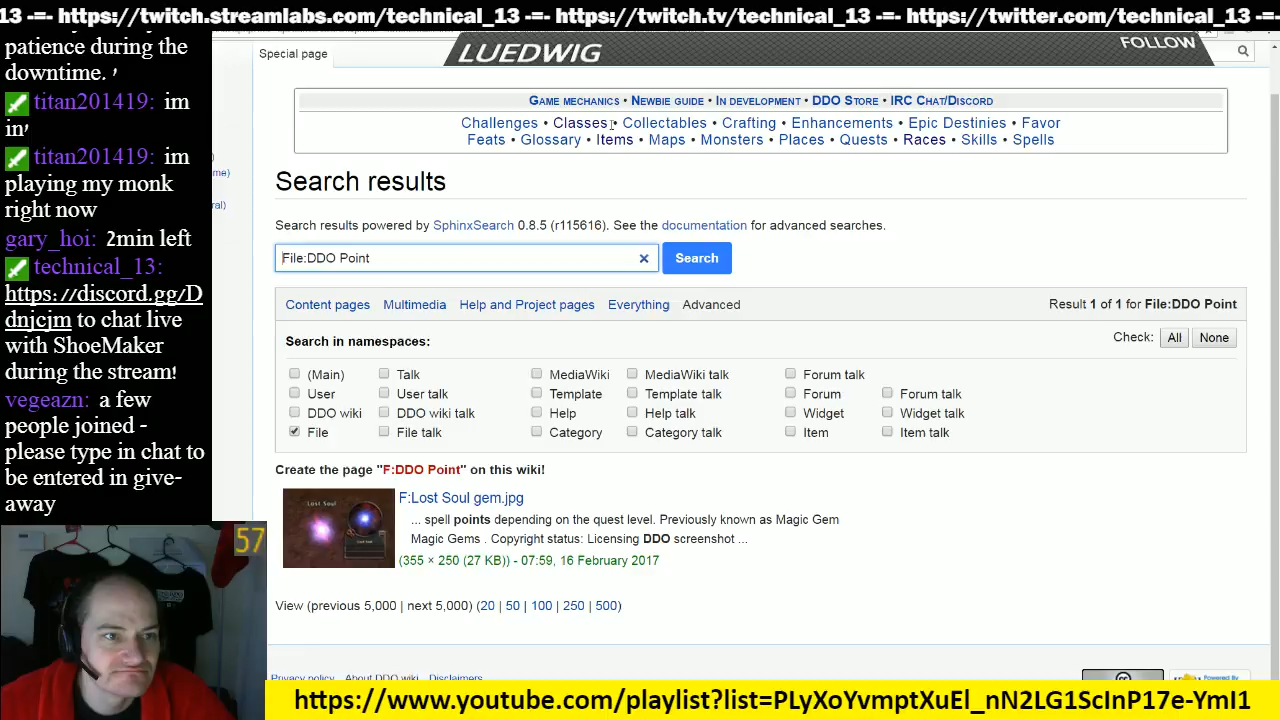 13 -=- https://twitch.streamlabs.com/technical_13 -=- https://twitch.tv/technical_13 -=- https://twitter.com/technical_13 -=-
patience during the
downtime.
titan201419: im
in
titan201419: im
playing my monk
right now
gary_hoi: 2min left
technical_13:
https://discord.gg/D
dnjcjm to chat live
with ShoeMaker
during the stream!
vegeazn: a few
people joined -
please type in chat to
be entered in give-
away
57
Special page
LUEDWIG
FOLLOW
Game mechanics • Newbie guide • In development • DDO Store • IRC Chat/Discord
Challenges • Classes • Collectables • Crafting • Enhancements • Epic Destinies • Favor
Feats • Glossary • Items • Maps • Monsters • Places • Quests • Races • Skills • Spells
me)
ral)
Search results
Search results powered by SphinxSearch 0.8.5 (r115616). See the documentation for advanced searches.
File:DDO Point × Search
Content pages Multimedia Help and Project pages Everything Advanced Result 1 of 1 for File:DDO Point
Search in namespaces: Check: All None
(Main) Talk MediaWiki MediaWiki talk Forum talk
User User talk Template Template talk Forum Forum talk
DDO wiki DDO wiki talk Help Help talk Widget Widget talk
File File talk Category Category talk Item Item talk
Create the page "F:DDO Point" on this wiki!
Lost Soul
F:Lost Soul gem.jpg
... spell points depending on the quest level. Previously known as Magic Gem
Magic Gems . Copyright status: Licensing DDO screenshot ...
(355 × 250 (27 KB)) - 07:59, 16 February 2017
View (previous 5,000 | next 5,000) (20 | 50 | 100 | 250 | 500)
Privacy policy About DDO wiki Disclaimers
Powered By
https://www.youtube.com/playlist?list=PLyXoYvmptXuEl_nN2LG1ScInP17e-YmI1